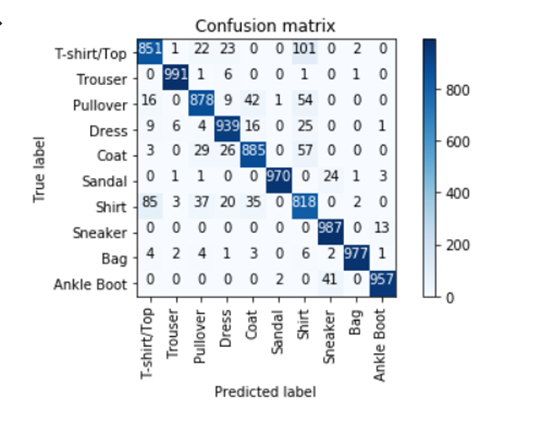 Confusion matrix
T-shirt/Top 851 1 22 23 0 0 101 0 2 0
Trouser 0 991 1 6 0 0 1 0 1 0
Pullover 16 0 878 9 42 1 54 0 0 0
Dress 9 6 4 939 16 0 25 0 0 1
Coat 3 0 29 26 885 0 57 0 0 0
Sandal 0 1 1 0 0 970 0 24 1 3
Shirt 85 3 37 20 35 0 818 0 2 0
Sneaker 0 0 0 0 0 0 0 987 0 13
Bag 4 2 4 1 3 0 6 2 977 1
Ankle Boot 0 0 0 0 0 2 0 41 0 957
True label
T-shirt/Top
Trouser
Pullover
Dress
Coat
Sandal
Shirt
Sneaker
Bag
Ankle Boot
Predicted label
800
600
400
200
0